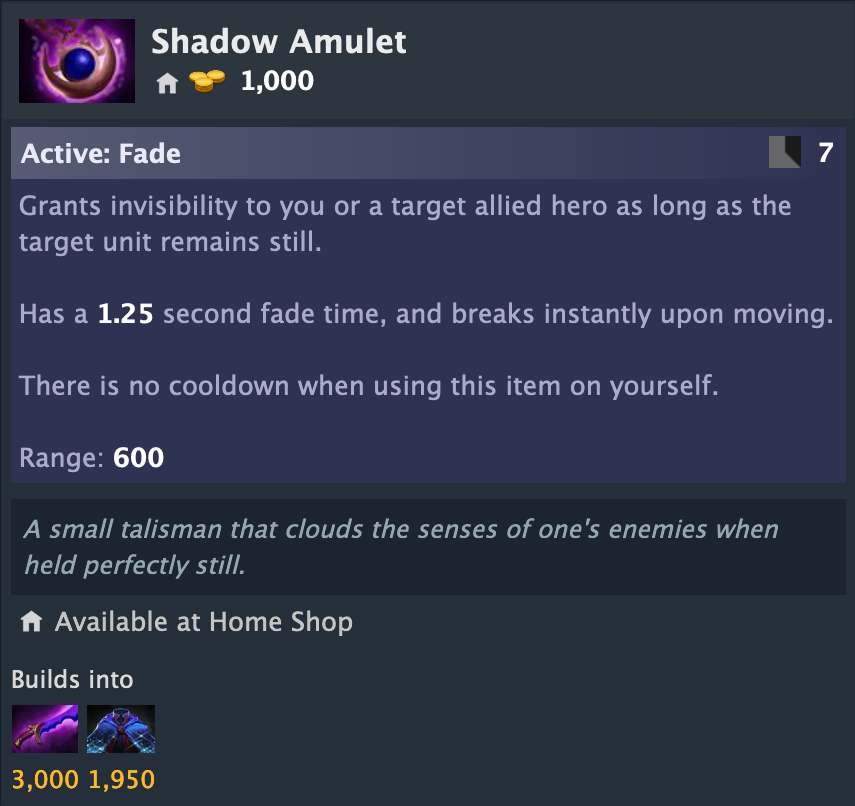 Shadow Amulet
1,000
Active: Fade 7
Grants invisibility to you or a target allied hero as long as the
target unit remains still.
Has a 1.25 second fade time, and breaks instantly upon moving.
There is no cooldown when using this item on yourself.
Range: 600
A small talisman that clouds the senses of one's enemies when
held perfectly still.
Available at Home Shop
Builds into
3,000 1,950